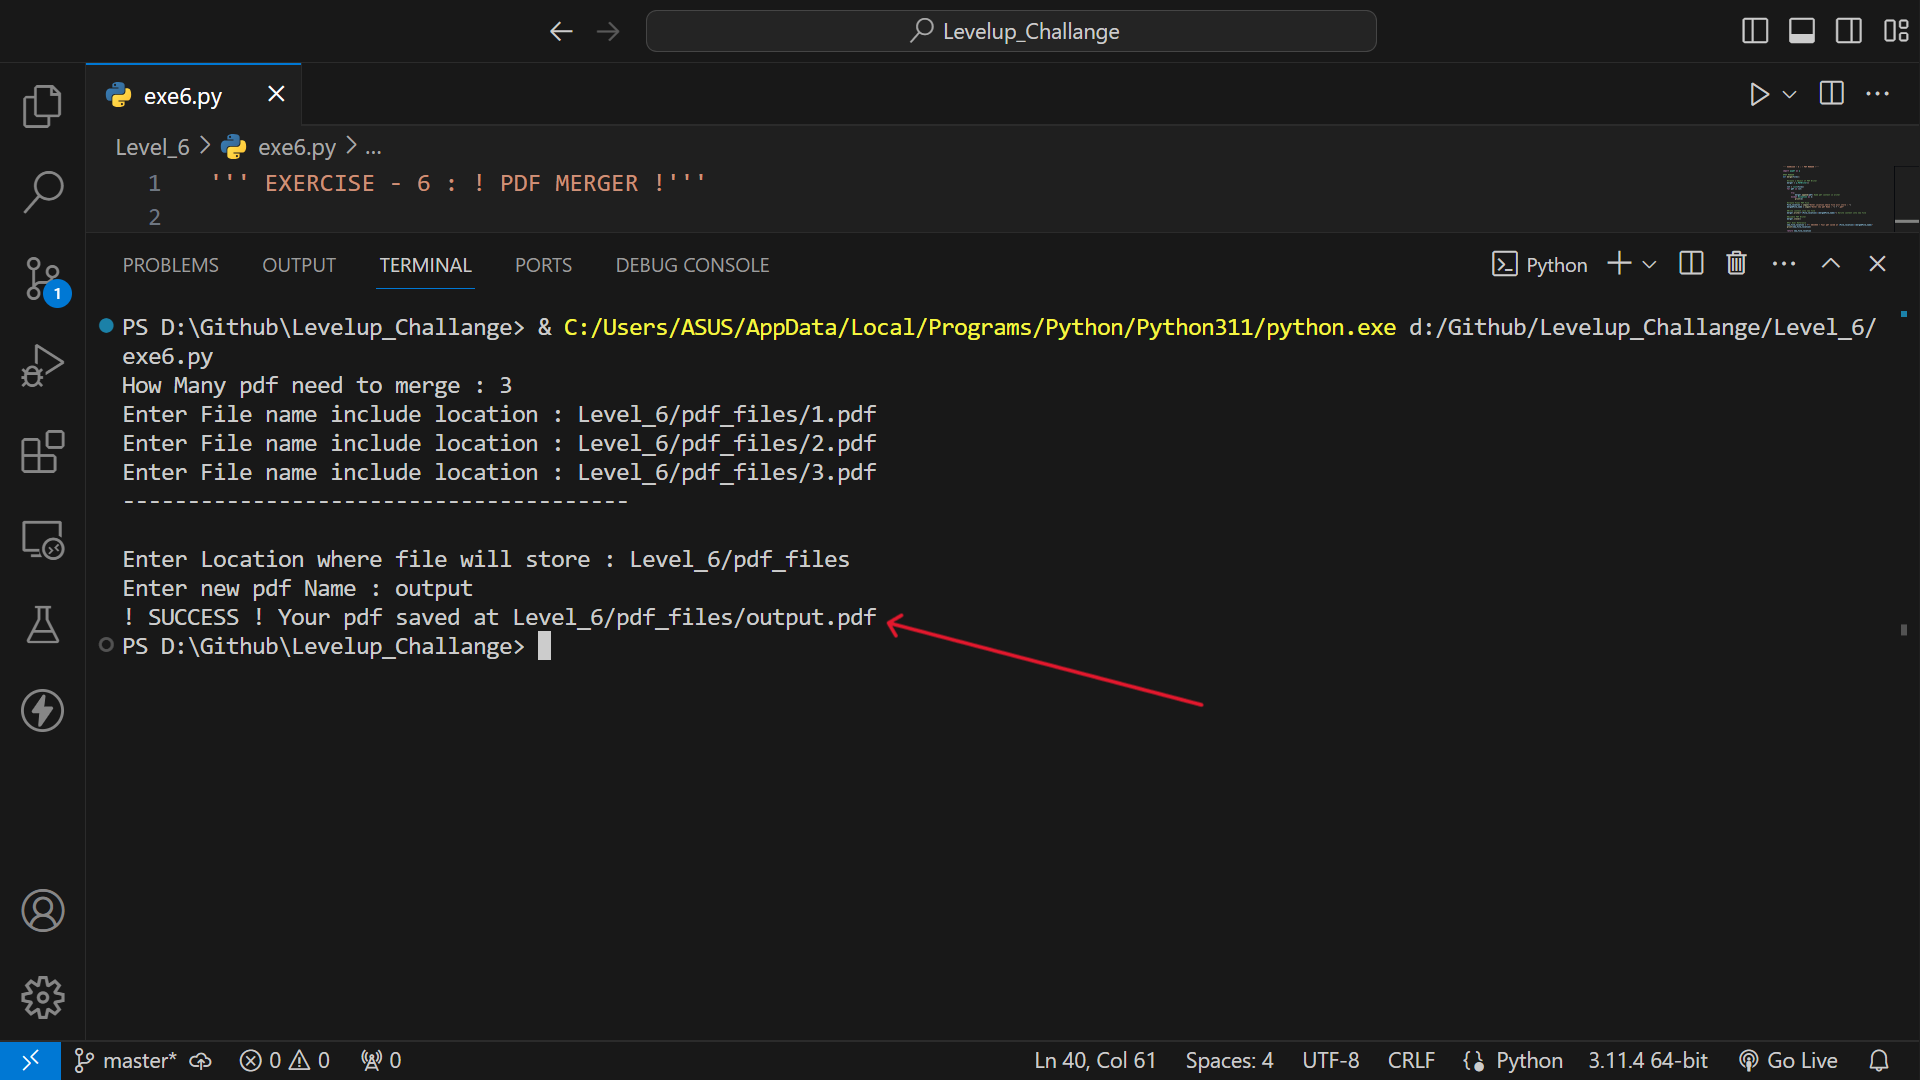 Levelup_Challange
exe6.py
Level_6 > exe6.py > ...
1 ''' EXERCISE - 6 : ! PDF MERGER !'''
2
PROBLEMS OUTPUT TERMINAL PORTS DEBUG CONSOLE Python
PS D:\Github\Levelup_Challange> & C:/Users/ASUS/AppData/Local/Programs/Python/Python311/python.exe d:/Github/Levelup_Challange/Level_6/
exe6.py
How Many pdf need to merge : 3
Enter File name include location : Level_6/pdf_files/1.pdf
Enter File name include location : Level_6/pdf_files/2.pdf
Enter File name include location : Level_6/pdf_files/3.pdf
---------------------------------------
Enter Location where file will store : Level_6/pdf_files
Enter new pdf Name : output
! SUCCESS ! Your pdf saved at Level_6/pdf_files/output.pdf
PS D:\Github\Levelup_Challange>
1
master* 0 0 0 Ln 40, Col 61 Spaces: 4 UTF-8 CRLF Python 3.11.4 64-bit Go Live